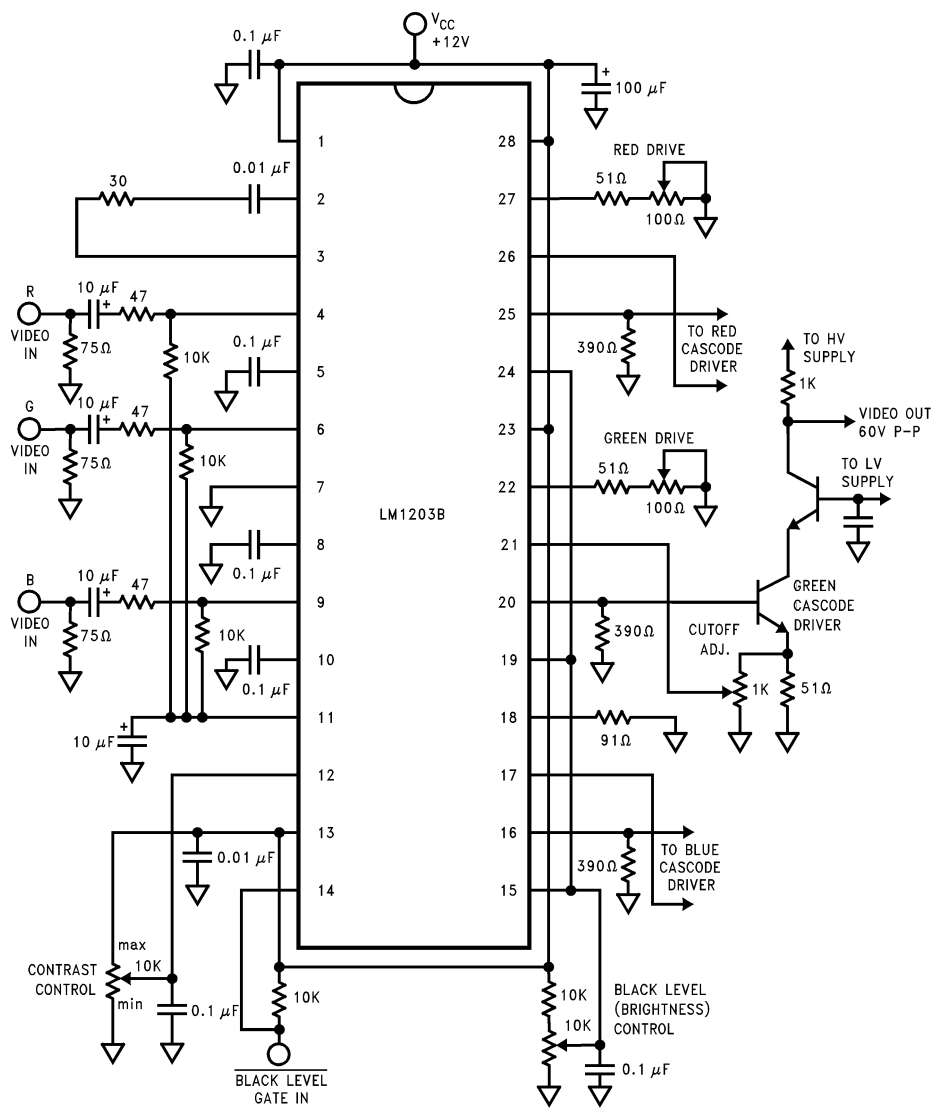 VCC
+12V
0.1 μF
+
100 μF
1
28
RED DRIVE
0.01 μF
30
2
27
51Ω
100Ω
3
26
R
VIDEO
IN
10 μF
+
47
75Ω
10K
4
25
390Ω
TO RED
CASCODE
DRIVER
0.1 μF
5
24
TO HV
SUPPLY
1K
VIDEO OUT
60V P-P
G
VIDEO
IN
10 μF
+
47
75Ω
10K
6
23
GREEN DRIVE
51Ω
100Ω
TO LV
SUPPLY
7
22
LM1203B
8
21
0.1 μF
B
VIDEO
IN
10 μF
+
47
75Ω
10K
9
20
390Ω
GREEN
CASCODE
DRIVER
CUTOFF
ADJ.
1K
51Ω
10
19
0.1 μF
+
10 μF
11
18
91Ω
12
17
13
16
0.01 μF
390Ω
TO BLUE
CASCODE
DRIVER
14
15
max
CONTRAST
CONTROL
10K
min
0.1 μF
10K
BLACK LEVEL
GATE IN
10K
10K
BLACK LEVEL
(BRIGHTNESS)
CONTROL
0.1 μF